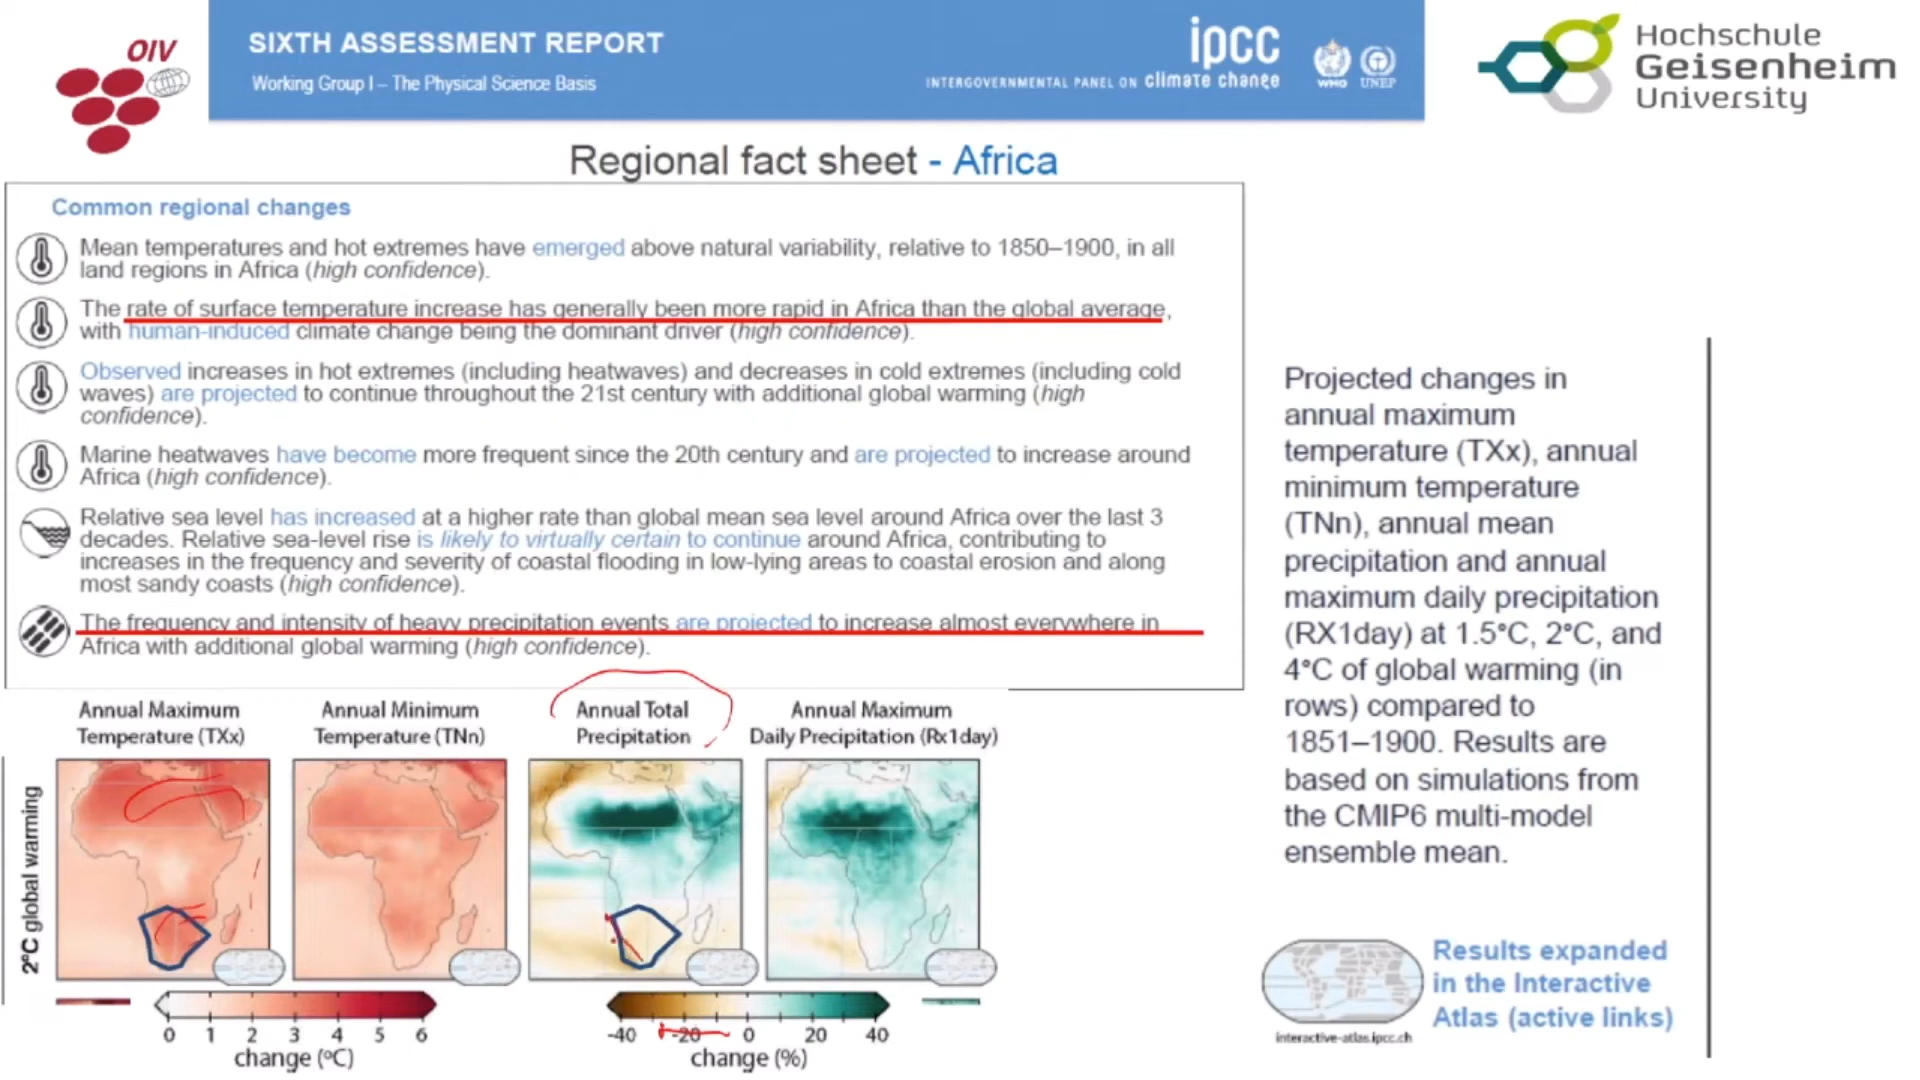 OIV
SIXTH ASSESSMENT REPORT
Working Group I – The Physical Science Basis
ipcc
INTERGOVERNMENTAL PANEL ON climate change
WMO
UNEP
Hochschule
Geisenheim
University
Regional fact sheet - Africa
Common regional changes
Mean temperatures and hot extremes have emerged above natural variability, relative to 1850–1900, in all
land regions in Africa (high confidence).
The rate of surface temperature increase has generally been more rapid in Africa than the global average,
with human-induced climate change being the dominant driver (high confidence).
Observed increases in hot extremes (including heatwaves) and decreases in cold extremes (including cold
waves) are projected to continue throughout the 21st century with additional global warming (high
confidence).
Marine heatwaves have become more frequent since the 20th century and are projected to increase around
Africa (high confidence).
Relative sea level has increased at a higher rate than global mean sea level around Africa over the last 3
decades. Relative sea-level rise is likely to virtually certain to continue around Africa, contributing to
increases in the frequency and severity of coastal flooding in low-lying areas to coastal erosion and along
most sandy coasts (high confidence).
The frequency and intensity of heavy precipitation events are projected to increase almost everywhere in
Africa with additional global warming (high confidence).
Annual Maximum
Temperature (TXx)
Annual Minimum
Temperature (TNn)
Annual Total
Precipitation
Annual Maximum
Daily Precipitation (Rx1day)
2ºC global warming
0 1 2 3 4 5 6
change (ºC)
-40 -20 0 20 40
change (%)
Projected changes in
annual maximum
temperature (TXx), annual
minimum temperature
(TNn), annual mean
precipitation and annual
maximum daily precipitation
(RX1day) at 1.5°C, 2°C, and
4°C of global warming (in
rows) compared to
1851–1900. Results are
based on simulations from
the CMIP6 multi-model
ensemble mean.
Results expanded
in the Interactive
Atlas (active links)
interactive-atlas.ipcc.ch